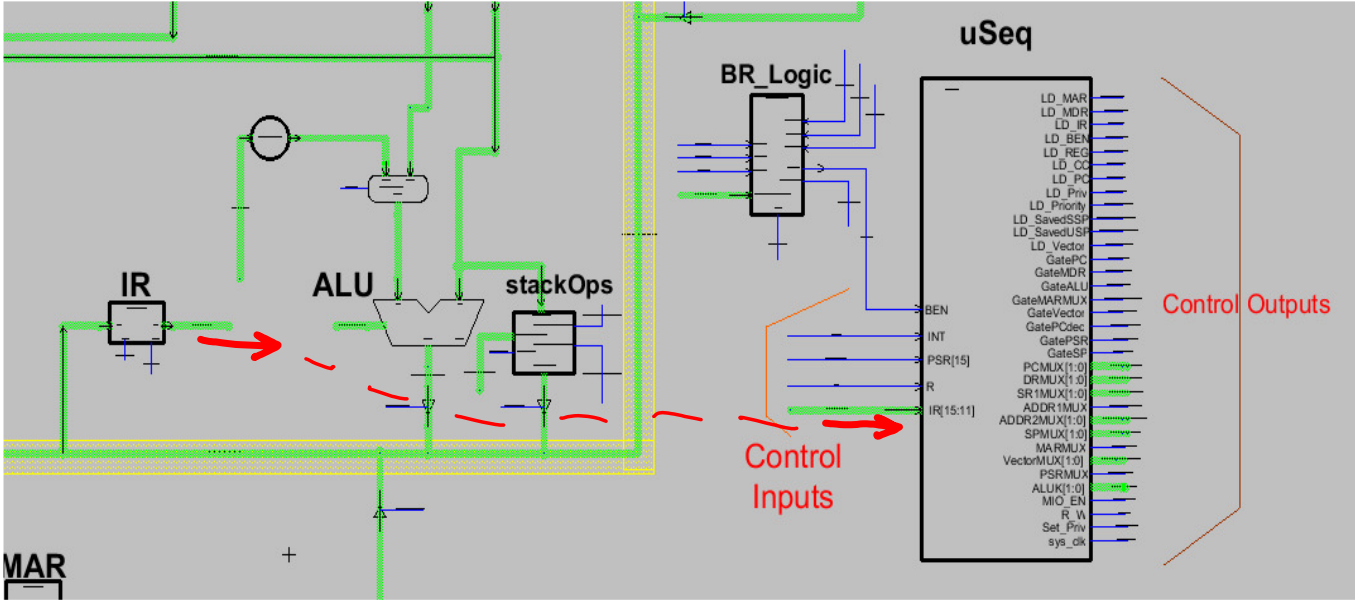 uSeq
BR_Logic
LD_MAR
LD_MDR
LD_IR
LD_BEN
LD_REG
LD_CC
LD_PC
LD_Priv
LD_Priority
LD_SavedSSP
LD_SavedUSP
LD_Vector
GatePC
GateMDR
GateALU
GateMARMUX
GateVector
GatePCdec
GatePSR
GateSP
PCMUX[1:0]
DRMUX[1:0]
SR1MUX[1:0]
ADDR1MUX
ADDR2MUX[1:0]
SPMUX[1:0]
MARMUX
VectorMUX[1:0]
PSRMUX
ALUK[1:0]
MIO_EN
R_W
Set_Priv
sys_clk
BEN
INT
PSR[15]
R
IR[15:11]
Control Outputs
IR
ALU
stackOps
Control
Inputs
MAR